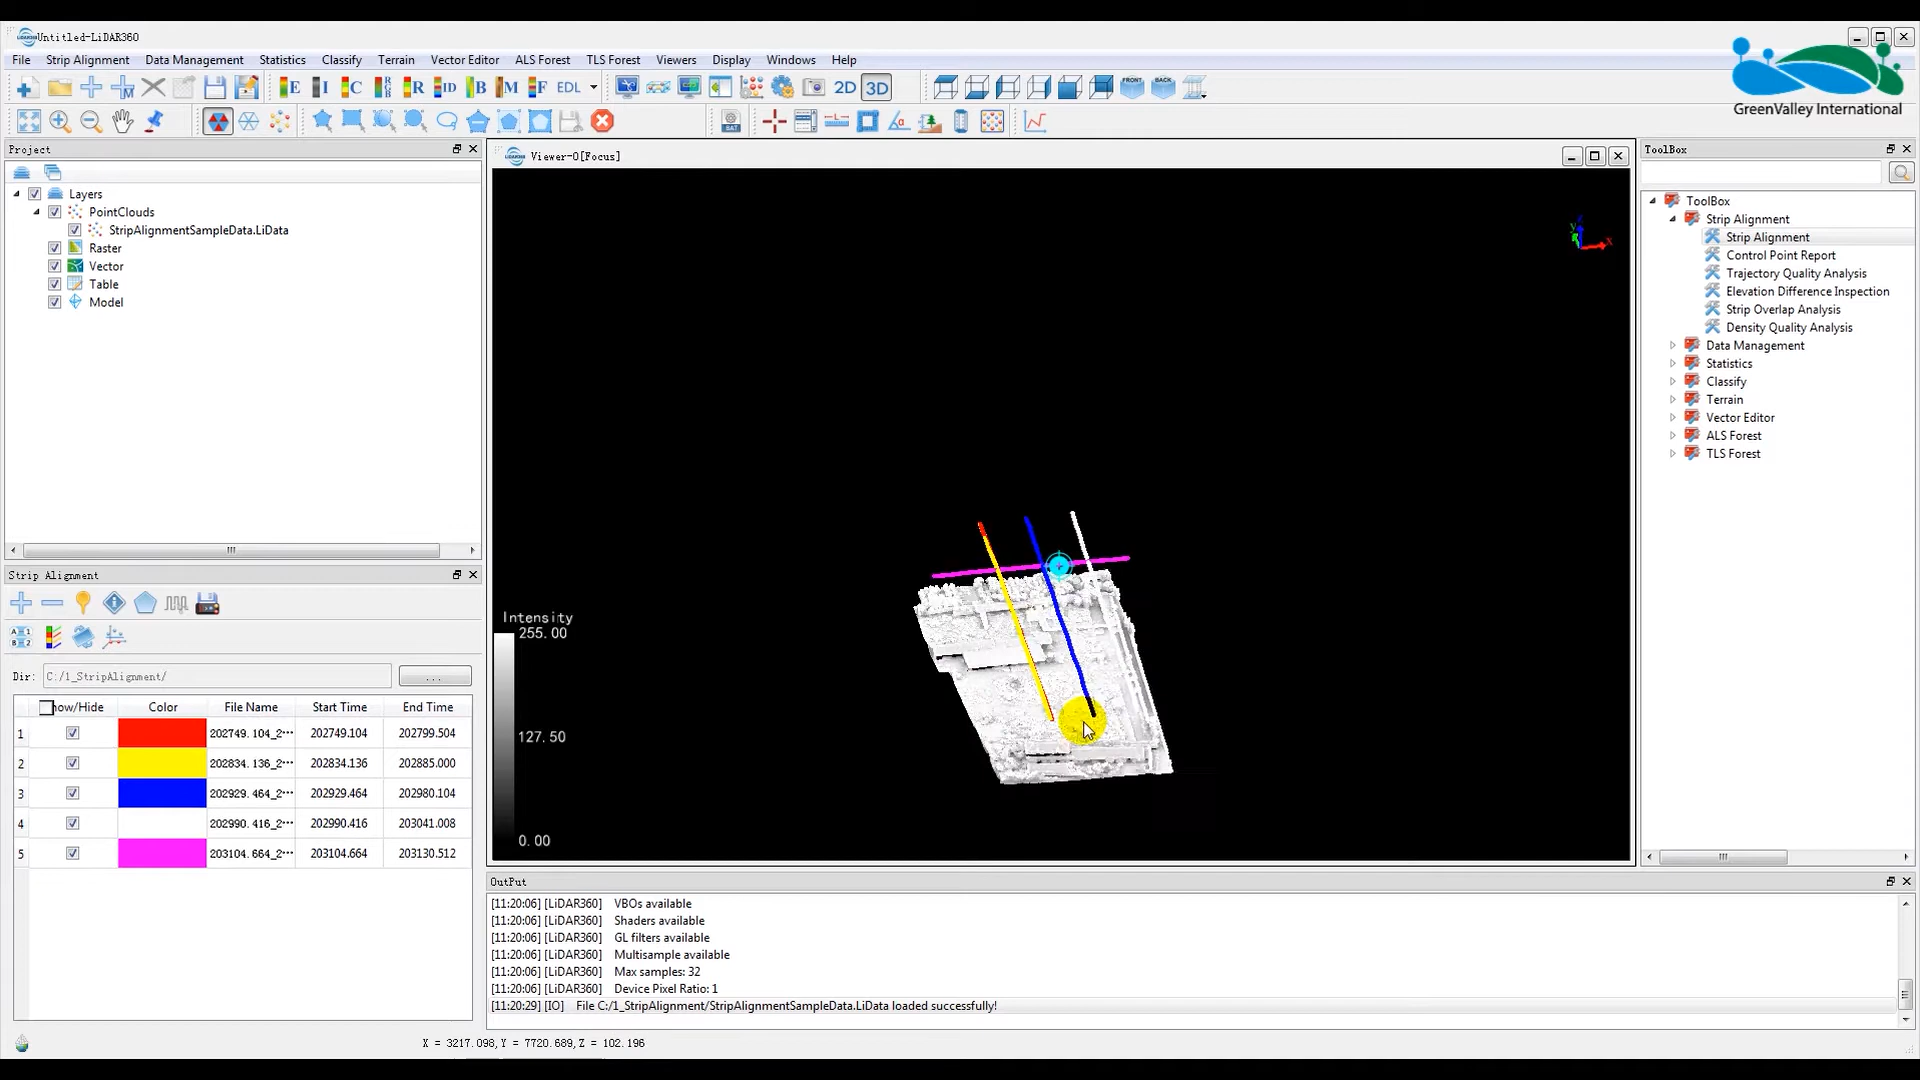 Untitled-LiDAR360
File Strip Alignment Data Management Statistics Classify Terrain Vector Editor ALS Forest TLS Forest Viewers Display Windows Help
E I C R ID B M F EDL 2D 3D FRONT BACK
GreenValley International
BAT
Project
Viewer-0[Focus]
ToolBox
Layers
PointClouds
StripAlignmentSampleData.LiData
Raster
Vector
Table
Model
ToolBox
Strip Alignment
Strip Alignment
Control Point Report
Trajectory Quality Analysis
Elevation Difference Inspection
Strip Overlap Analysis
Density Quality Analysis
Data Management
Statistics
Classify
Terrain
Vector Editor
ALS Forest
TLS Forest
Intensity
255.00
127.50
0.00
Strip Alignment
Dir: C:/1_StripAlignment/ ...
how/Hide Color File Name Start Time End Time
1 202749.104_2··· 202749.104 202799.504
2 202834.136_2··· 202834.136 202885.000
3 202929.464_2··· 202929.464 202980.104
4 202990.416_2··· 202990.416 203041.008
5 203104.664_2··· 203104.664 203130.512
OutPut
[11:20:06] [LiDAR360] VBOs available
[11:20:06] [LiDAR360] Shaders available
[11:20:06] [LiDAR360] GL filters available
[11:20:06] [LiDAR360] Multisample available
[11:20:06] [LiDAR360] Max samples: 32
[11:20:06] [LiDAR360] Device Pixel Ratio: 1
[11:20:29] [IO] File C:/1_StripAlignment/StripAlignmentSampleData.LiData loaded successfully!
X = 3217.098,Y = 7720.689,Z = 102.196